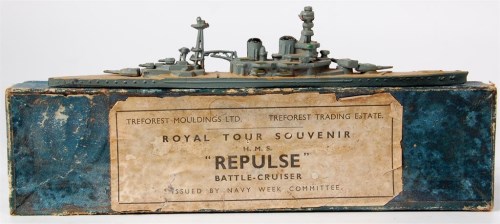 TREFOREST MOULDINGS LTD. TREFOREST TRADING ESTATE.
ROYAL TOUR SOUVENIR
H.M.S.
"REPULSE"
BATTLE-CRUISER
ISSUED BY NAVY WEEK COMMITTEE.